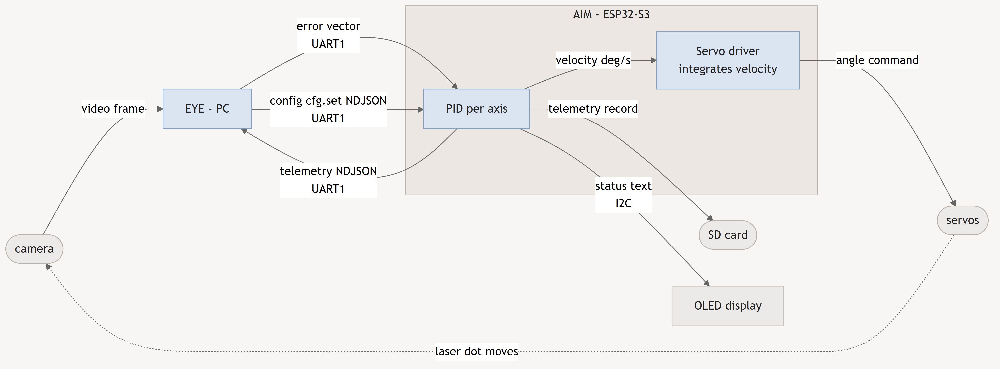 AIM - ESP32-S3
error vector
UART1
Servo driver
integrates velocity
velocity deg/s
angle command
video frame
EYE - PC
config cfg.set NDJSON
UART1
PID per axis
telemetry record
telemetry NDJSON
UART1
status text
I2C
servos
SD card
camera
OLED display
laser dot moves